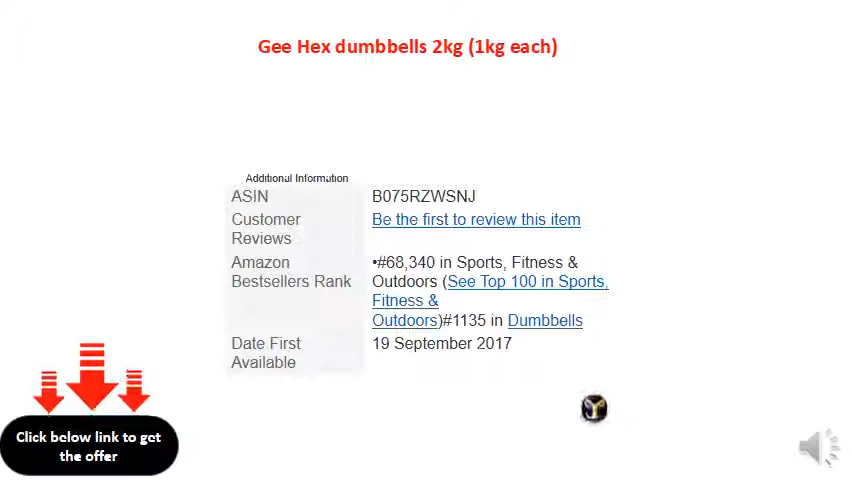 Gee Hex dumbbells 2kg (1kg each)
Additional Information
ASIN B075RZWSNJ
Customer Be the first to review this item
Reviews
Amazon •#68,340 in Sports, Fitness &
Bestsellers Rank Outdoors (See Top 100 in Sports,
Fitness &
Outdoors)#1135 in Dumbbells
Date First 19 September 2017
Available
Click below link to get
the offer